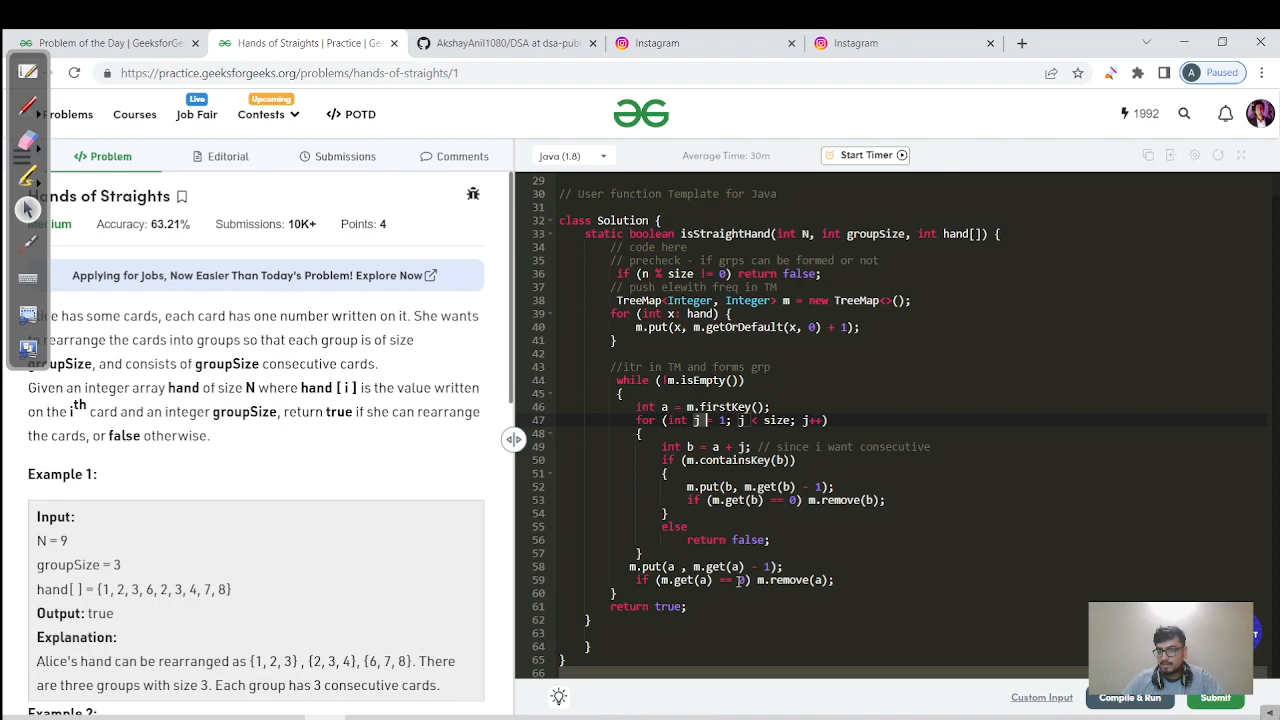 Problem of the Day | GeeksforGeeks
Hands of Straights | Practice | Ge
AkshayAnil1080/DSA at dsa-publ
Instagram
Instagram
https://practice.geeksforgeeks.org/problems/hands-of-sraights/1
A Paused
roblems
Courses
Live
Job Fair
Upcoming
Contests
</> POTD
1992
</> Problem
Editorial
Submissions
Comments
Java (1.8)
Average Time: 30m
Start Timer
ands of Straights
edium Accuracy: 63.21% Submissions: 10K+ Points: 4
Applying for Jobs, Now Easier Than Today's Problem! Explore Now
lice has some cards, each card has one number written on it. She wants
to rearrange the cards into groups so that each group is of size
groupSize, and consists of groupSize consecutive cards.
Given an integer array hand of size N where hand [ i ] is the value written
on the ith card and an integer groupSize, return true if she can rearrange
the cards, or false otherwise.
Example 1:
Input:
N = 9
groupSize = 3
hand[ ] = {1, 2, 3, 6, 2, 3, 4, 7, 8}
Output: true
Explanation:
Alice's hand can be rearranged as {1, 2, 3} , {2, 3, 4}, {6, 7, 8}. There
are three groups with size 3. Each group has 3 consecutive cards.
Example 2:
29
30 // User function Template for Java
31
32 class Solution {
33 static boolean isStraightHand(int N, int groupSize, int hand[]) {
34 // code here
35 // precheck - if grps can be formed or not
36 if (n % size != 0) return false;
37 // push elewith freq in TM
38 TreeMap<Integer, Integer> m = new TreeMap<>();
39 for (int x: hand) {
40 m.put(x, m.getOrDefault(x, 0) + 1);
41 }
42
43 //itr in TM and forms grp
44 while (!m.isEmpty())
45 {
46 int a = m.firstKey();
47 for (int j = 1; j < size; j++)
48 {
49 int b = a + j; // since i want consecutive
50 if (m.containsKey(b))
51 {
52 m.put(b, m.get(b) - 1);
53 if (m.get(b) == 0) m.remove(b);
54 }
55 else
56 return false;
57 }
58 m.put(a , m.get(a) - 1);
59 if (m.get(a) == 0) m.remove(a);
60 }
61 return true;
62 }
63
64 }
65 }
66
Custom Input
Compile & Run
Submit